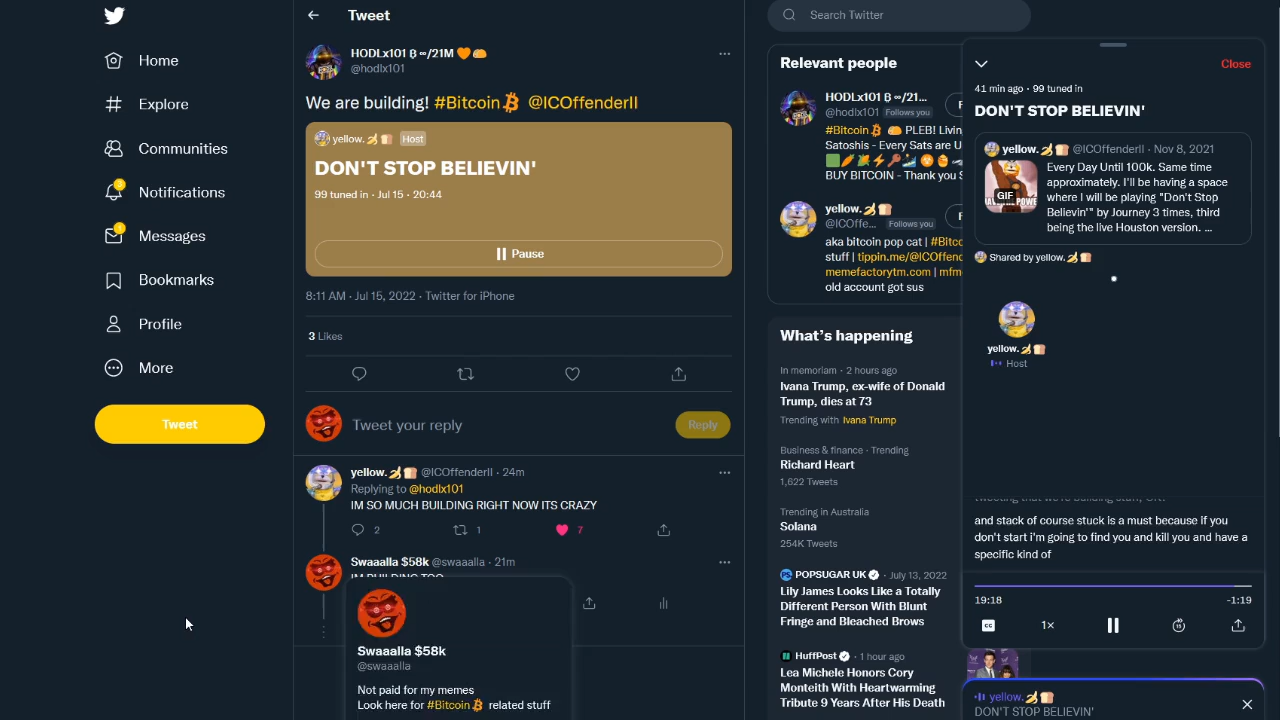 Home
Explore
Communities
3
Notifications
1
Messages
Bookmarks
Profile
More
Tweet
Tweet
HODLx101 ₿ ∞/21M 🧡🌮
@hodlx101
We are building! #Bitcoin @ICOffenderII
yellow.🍌🍞 Host
DON'T STOP BELIEVIN'
99 tuned in · Jul 15 · 20:44
Pause
8:11 AM · Jul 15, 2022 · Twitter for iPhone
3 Likes
Tweet your reply
Reply
yellow.🍌🍞 @ICOffenderII · 24m
Replying to @hodlx101
IM SO MUCH BUILDING RIGHT NOW ITS CRAZY
2 1 7
Swaaalla $58k @swaaalla · 21m
IM BUILDING TOO
Swaaalla $58k
@swaaalla
Not paid for my memes
Look here for #Bitcoin related stuff
Search Twitter
Relevant people
HODLx101 ₿ ∞/21...
@hodlx101 Follows you
F
#Bitcoin 🌮 PLEB! Livin
Satoshis - Every Sats are U
BUY BITCOIN - Thank you S
yellow.🍌🍞
@ICOffe... Follows you
F
aka bitcoin pop cat | #Bitc
stuff | tippin.me/@ICOffend
memefactorytm.com | mfm
old account got sus
What's happening
In memoriam · 2 hours ago
Ivana Trump, ex-wife of Donald
Trump, dies at 73
Trending with Ivana Trump
Business & finance · Trending
Richard Heart
1,622 Tweets
Trending in Australia
Solana
254K Tweets
POPSUGAR UK · July 13, 2022
Lily James Looks Like a Totally
Different Person With Blunt
Fringe and Bleached Brows
HuffPost · 1 hour ago
Lea Michele Honors Cory
Monteith With Heartwarming
Tribute 9 Years After His Death
Close
41 min ago · 99 tuned in
DON'T STOP BELIEVIN'
yellow.🍌🍞 @ICOffenderII · Nov 8, 2021
GIF
Every Day Until 100k. Same time
approximately. I'll be having a space
where I will be playing "Don't Stop
Believin'" by Journey 3 times, third
being the live Houston version. ...
Shared by yellow.🍌🍞
yellow.🍌🍞
Host
and stack of course stuck is a must because if you
don't start i'm going to find you and kill you and have a
specific kind of
19:18 -1:19
CC 1× 15
yellow.🍌🍞
DON'T STOP BELIEVIN'